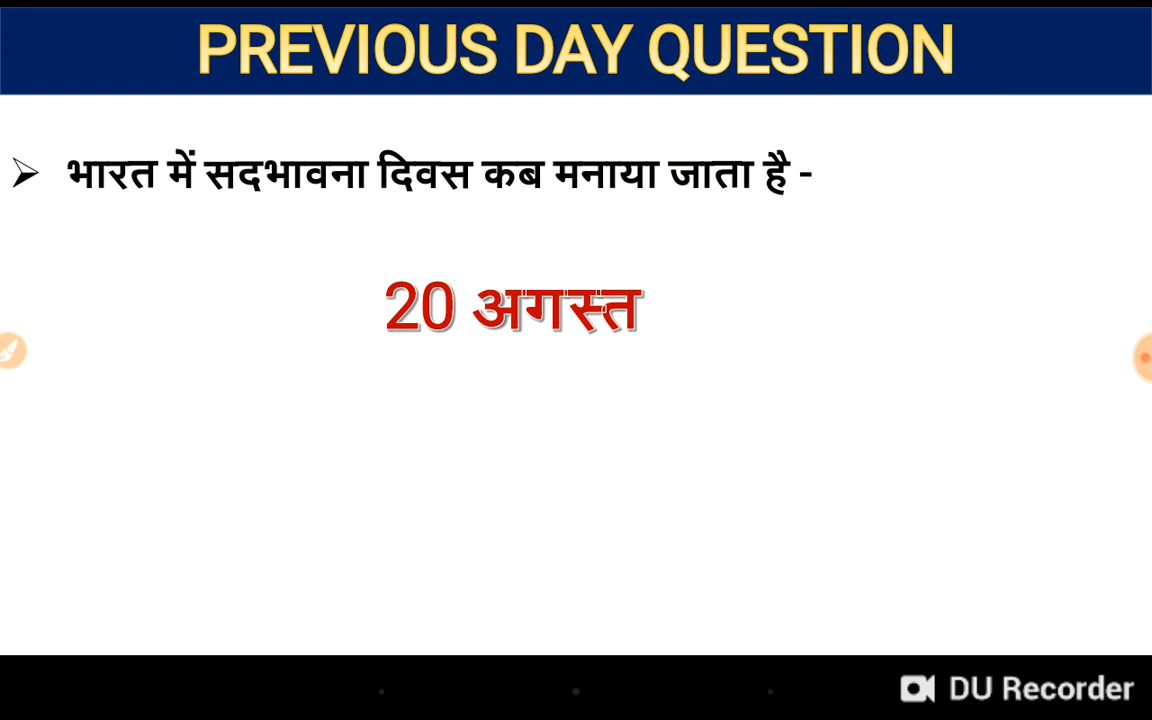 PREVIOUS DAY QUESTION
➢ भारत में सदभावना दिवस कब मनाया जाता है -
20 अगस्त
DU Recorder